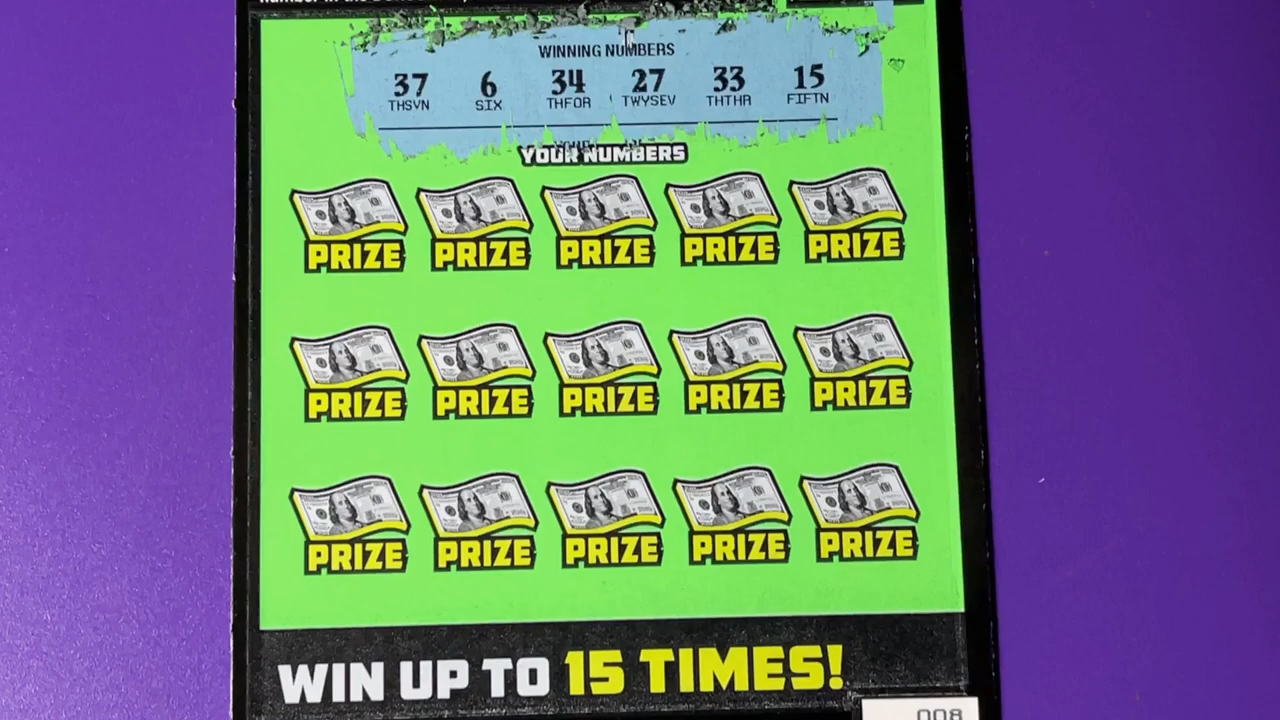 WINNING NUMBERS
37 6 34 27 33 15
THSVN SIX THFOR TWYSEV THTHR FIFTN
YOUR NUMBERS
PRIZE PRIZE PRIZE PRIZE PRIZE
PRIZE PRIZE PRIZE PRIZE PRIZE
PRIZE PRIZE PRIZE PRIZE PRIZE
WIN UP TO 15 TIMES!
008